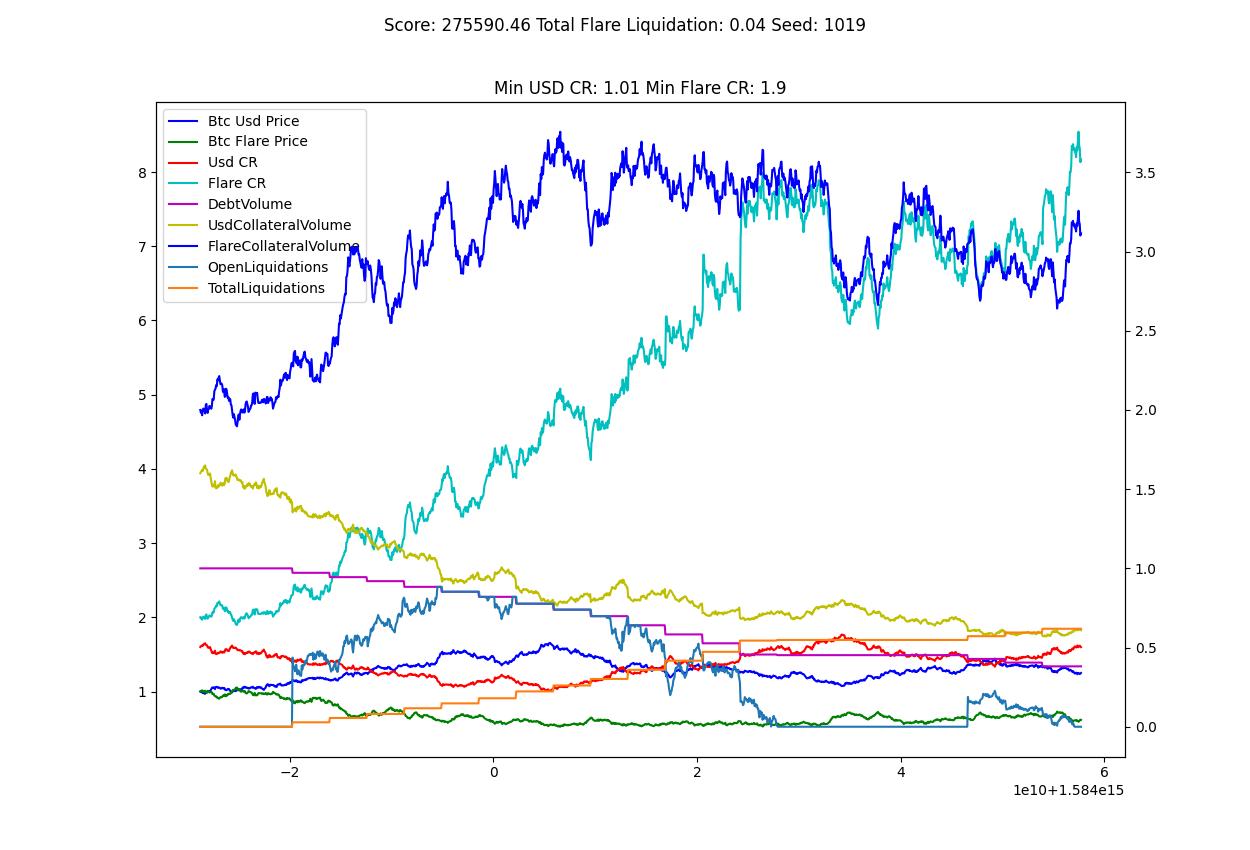 Score: 275590.46 Total Flare Liquidation: 0.04 Seed: 1019
Min USD CR: 1.01 Min Flare CR: 1.9
Btc Usd Price
Btc Flare Price
Usd CR
Flare CR
DebtVolume
UsdCollateralVolume
FlareCollateralVolume
OpenLiquidations
TotalLiquidations
8
7
6
5
4
3
2
1
3.5
3.0
2.5
2.0
1.5
1.0
0.5
0.0
−2 0 2 4 6
1e10+1.584e15